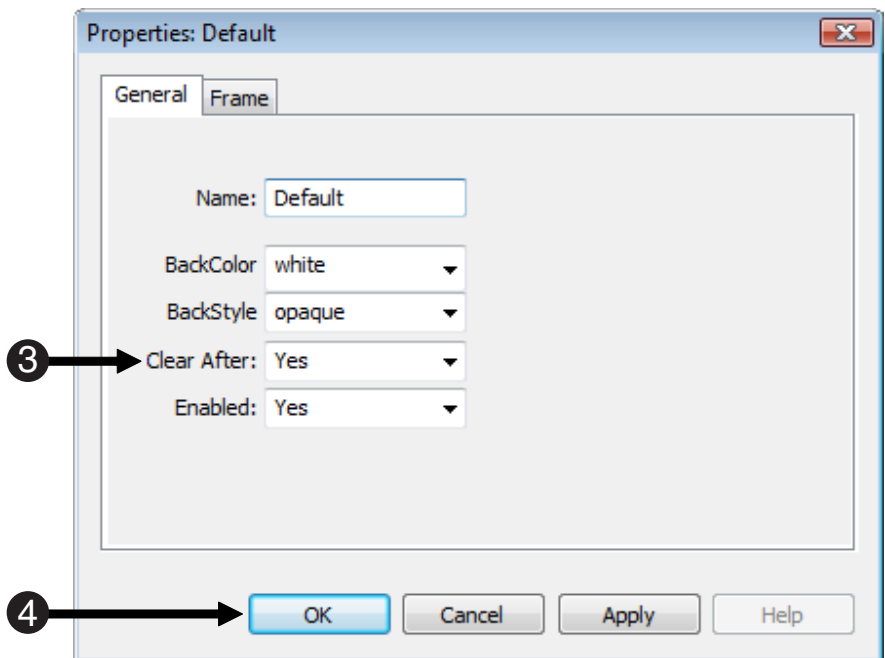 Properties: Default
General Frame
Name: Default
BackColor white
BackStyle opaque
3 Clear After: Yes
Enabled: Yes
4 OK Cancel Apply Help